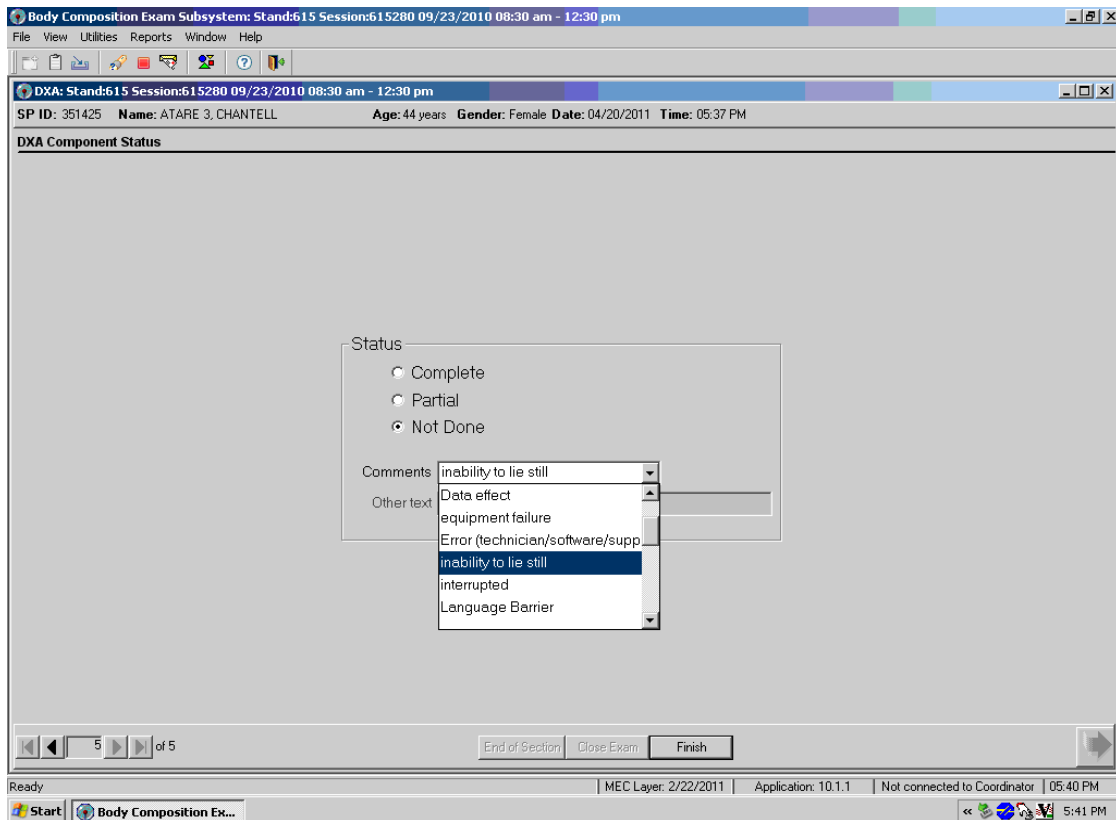 Body Composition Exam Subsystem: Stand:615 Session:615280 09/23/2010 08:30 am - 12:30 pm
File View Utilities Reports Window Help
DXA: Stand:615 Session:615280 09/23/2010 08:30 am - 12:30 pm
SP ID: 351425 Name: ATARE 3, CHANTELL Age: 44 years Gender: Female Date: 04/20/2011 Time: 05:37 PM
DXA Component Status
Status
Complete
Partial
Not Done
Comments inability to lie still
Other text
Data effect
equipment failure
Error (technician/software/supp
inability to lie still
interrupted
Language Barrier
5 of 5
End of Section Close Exam Finish
Ready MEC Layer: 2/22/2011 Application: 10.1.1 Not connected to Coordinator 05:40 PM
Start Body Composition Ex... « 5:41 PM